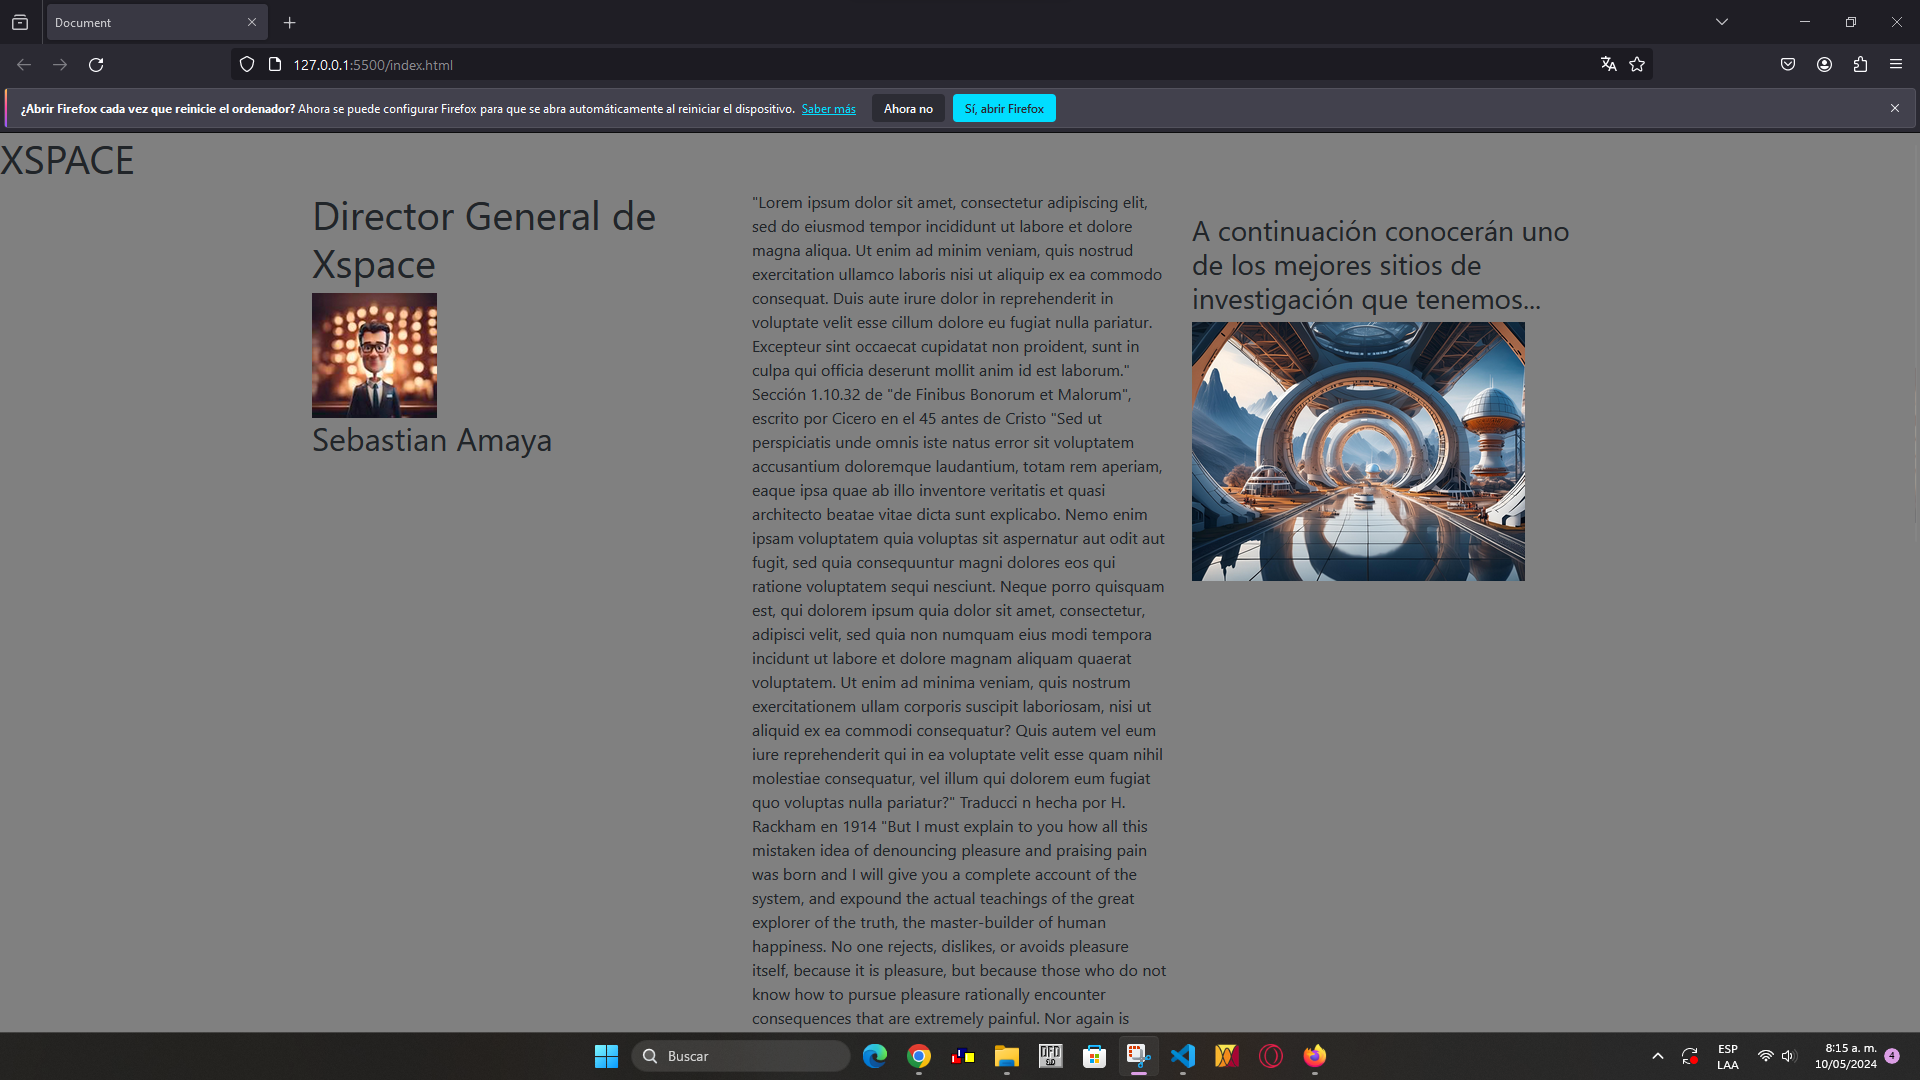 Document
127.0.0.1:5500/index.html
¿Abrir Firefox cada vez que reinicie el ordenador? Ahora se puede configurar Firefox para que se abra automáticamente al reiniciar el dispositivo. Saber más
Ahora no
Sí, abrir Firefox
XSPACE
Director General de
Xspace
Sebastian Amaya
"Lorem ipsum dolor sit amet, consectetur adipiscing elit,
sed do eiusmod tempor incididunt ut labore et dolore
magna aliqua. Ut enim ad minim veniam, quis nostrud
exercitation ullamco laboris nisi ut aliquip ex ea commodo
consequat. Duis aute irure dolor in reprehenderit in
voluptate velit esse cillum dolore eu fugiat nulla pariatur.
Excepteur sint occaecat cupidatat non proident, sunt in
culpa qui officia deserunt mollit anim id est laborum."
Sección 1.10.32 de "de Finibus Bonorum et Malorum",
escrito por Cicero en el 45 antes de Cristo "Sed ut
perspiciatis unde omnis iste natus error sit voluptatem
accusantium doloremque laudantium, totam rem aperiam,
eaque ipsa quae ab illo inventore veritatis et quasi
architecto beatae vitae dicta sunt explicabo. Nemo enim
ipsam voluptatem quia voluptas sit aspernatur aut odit aut
fugit, sed quia consequuntur magni dolores eos qui
ratione voluptatem sequi nesciunt. Neque porro quisquam
est, qui dolorem ipsum quia dolor sit amet, consectetur,
adipisci velit, sed quia non numquam eius modi tempora
incidunt ut labore et dolore magnam aliquam quaerat
voluptatem. Ut enim ad minima veniam, quis nostrum
exercitationem ullam corporis suscipit laboriosam, nisi ut
aliquid ex ea commodi consequatur? Quis autem vel eum
iure reprehenderit qui in ea voluptate velit esse quam nihil
molestiae consequatur, vel illum qui dolorem eum fugiat
quo voluptas nulla pariatur?" Traducci n hecha por H.
Rackham en 1914 "But I must explain to you how all this
mistaken idea of denouncing pleasure and praising pain
was born and I will give you a complete account of the
system, and expound the actual teachings of the great
explorer of the truth, the master-builder of human
happiness. No one rejects, dislikes, or avoids pleasure
itself, because it is pleasure, but because those who do not
know how to pursue pleasure rationally encounter
consequences that are extremely painful. Nor again is
A continuación conocerán uno
de los mejores sitios de
investigación que tenemos...
Buscar
ESP
LAA
8:15 a. m.
10/05/2024
4